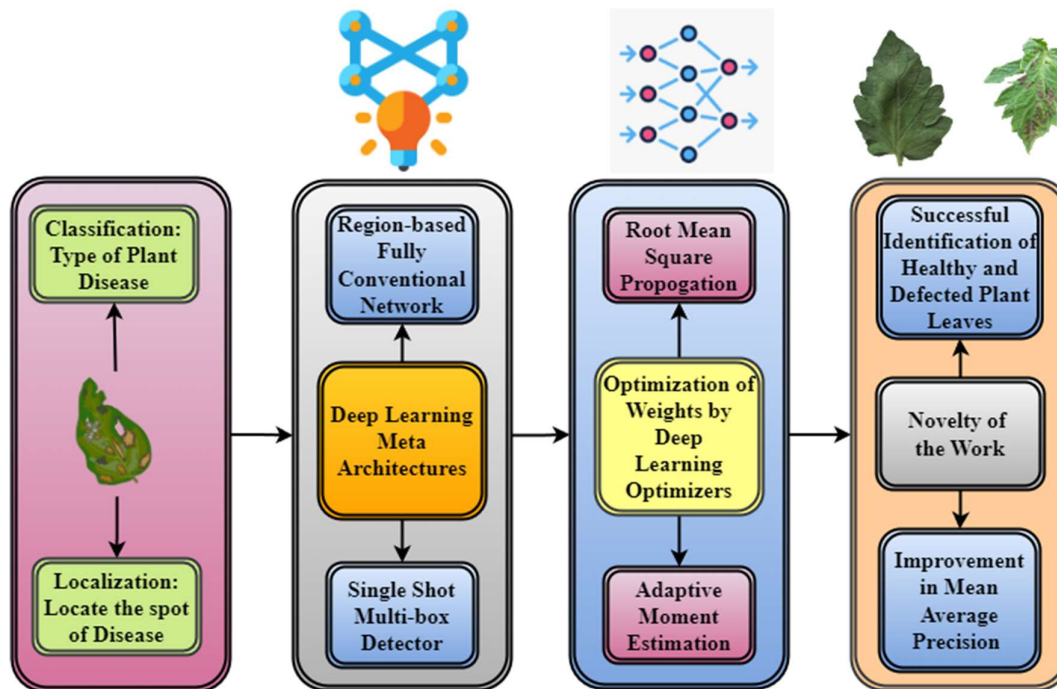 Classification:
Type of Plant
Disease
Localization:
Locate the spot
of Disease
Region-based
Fully
Conventional
Network
Deep Learning
Meta
Architectures
Single Shot
Multi-box
Detector
Root Mean
Square
Propogation
Optimization of
Weights by
Deep
Learning
Optimizers
Adaptive
Moment
Estimation
Successful
Identification of
Healthy and
Defected Plant
Leaves
Novelty
of the Work
Improvement
in Mean
Average
Precision